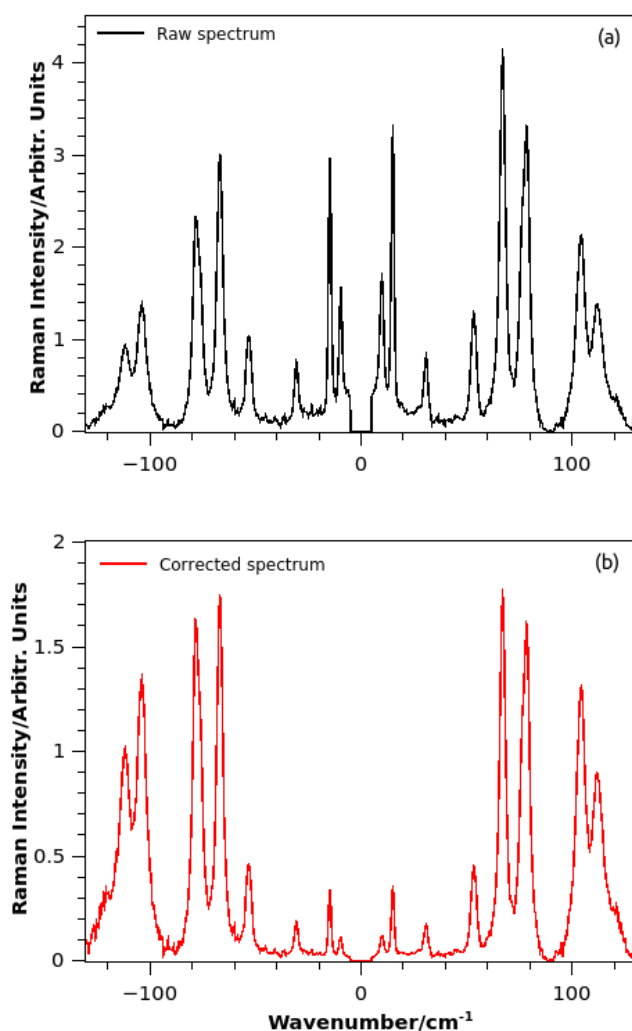 Raw spectrum
(a)
Raman Intensity/Arbitr. Units
4
3
2
1
0
−100
0
100
Corrected spectrum
(b)
Raman Intensity/Arbitr. Units
2
1.5
1
0.5
0
−100
0
100
Wavenumber/cm⁻¹